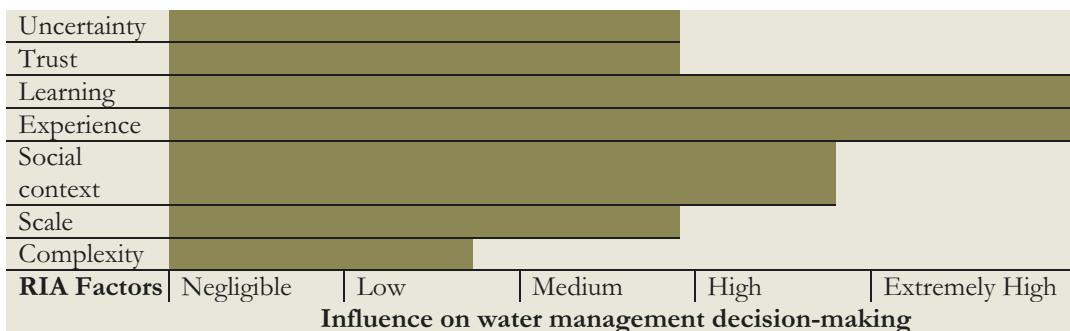 Uncertainty
Trust
Learning
Experience
Social
context
Scale
Complexity
RIA Factors Negligible Low Medium High Extremely High
Influence on water management decision-making